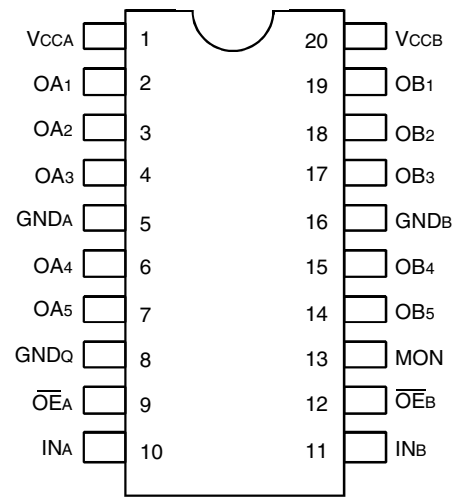 VCCA 1 20 VCCB
OA1 2 19 OB1
OA2 3 18 OB2
OA3 4 17 OB3
GNDA 5 16 GNDB
OA4 6 15 OB4
OA5 7 14 OB5
GNDQ 8 13 MON
O̅E̅A 9 12 O̅E̅B
INA 10 11 INB